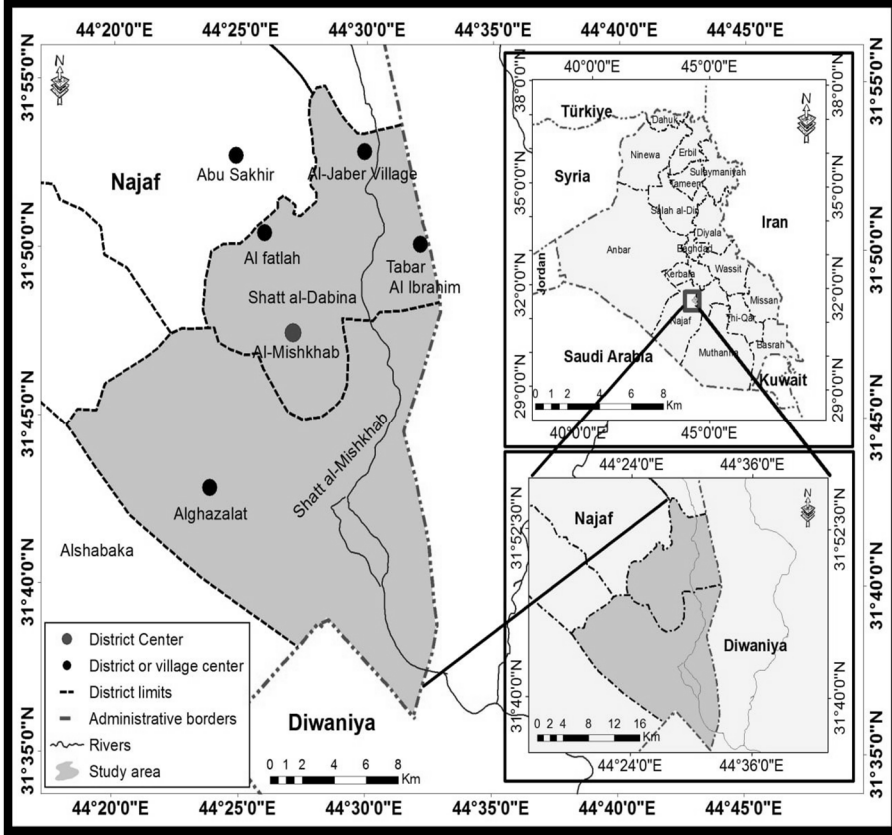 44°20'0"E 44°25'0"E 44°30'0"E 44°35'0"E 44°40'0"E 44°45'0"E
31°55'0"N
31°50'0"N
31°45'0"N
31°40'0"N
31°35'0"N
N
Najaf
Abu Sakhir
Al-Jaber Village
Al fatlah
Tabar
Al Ibrahim
Shatt al-Dabina
Al-Mishkhab
Shatt al-Mishkhab
Alghazalat
Alshabaka
Diwaniya
District Center
District or village center
District limits
Administrative borders
Rivers
Study area
0 1 2 4 6 8
Km
40°0'0"E 45°0'0"E
38°0'0"N
35°0'0"N
32°0'0"N
29°0'0"N
N
Türkiye
Syria
Iran
Jordan
Saudi Arabia
Kuwait
Dahuk
Ninewa
Erbil
Sulaymaniyah
Tameem
Salah al-Din
Diyala
Anbar
Baghdad
Kerbala
Wassit
Missan
Najaf
Thi-Qar
Muthanna
Basrah
0 1 2 4 6 8
Km
38°0'0"N
35°0'0"N
32°0'0"N
29°0'0"N
40°0'0"E 45°0'0"E
44°24'0"E 44°36'0"E
31°52'30"N
31°40'0"N
N
Najaf
Diwaniya
0 2 4 8 12 16
Km
31°52'30"N
31°40'0"N
44°24'0"E 44°36'0"E
31°55'0"N
31°50'0"N
31°45'0"N
31°40'0"N
31°35'0"N
44°20'0"E 44°25'0"E 44°30'0"E 44°35'0"E 44°40'0"E 44°45'0"E